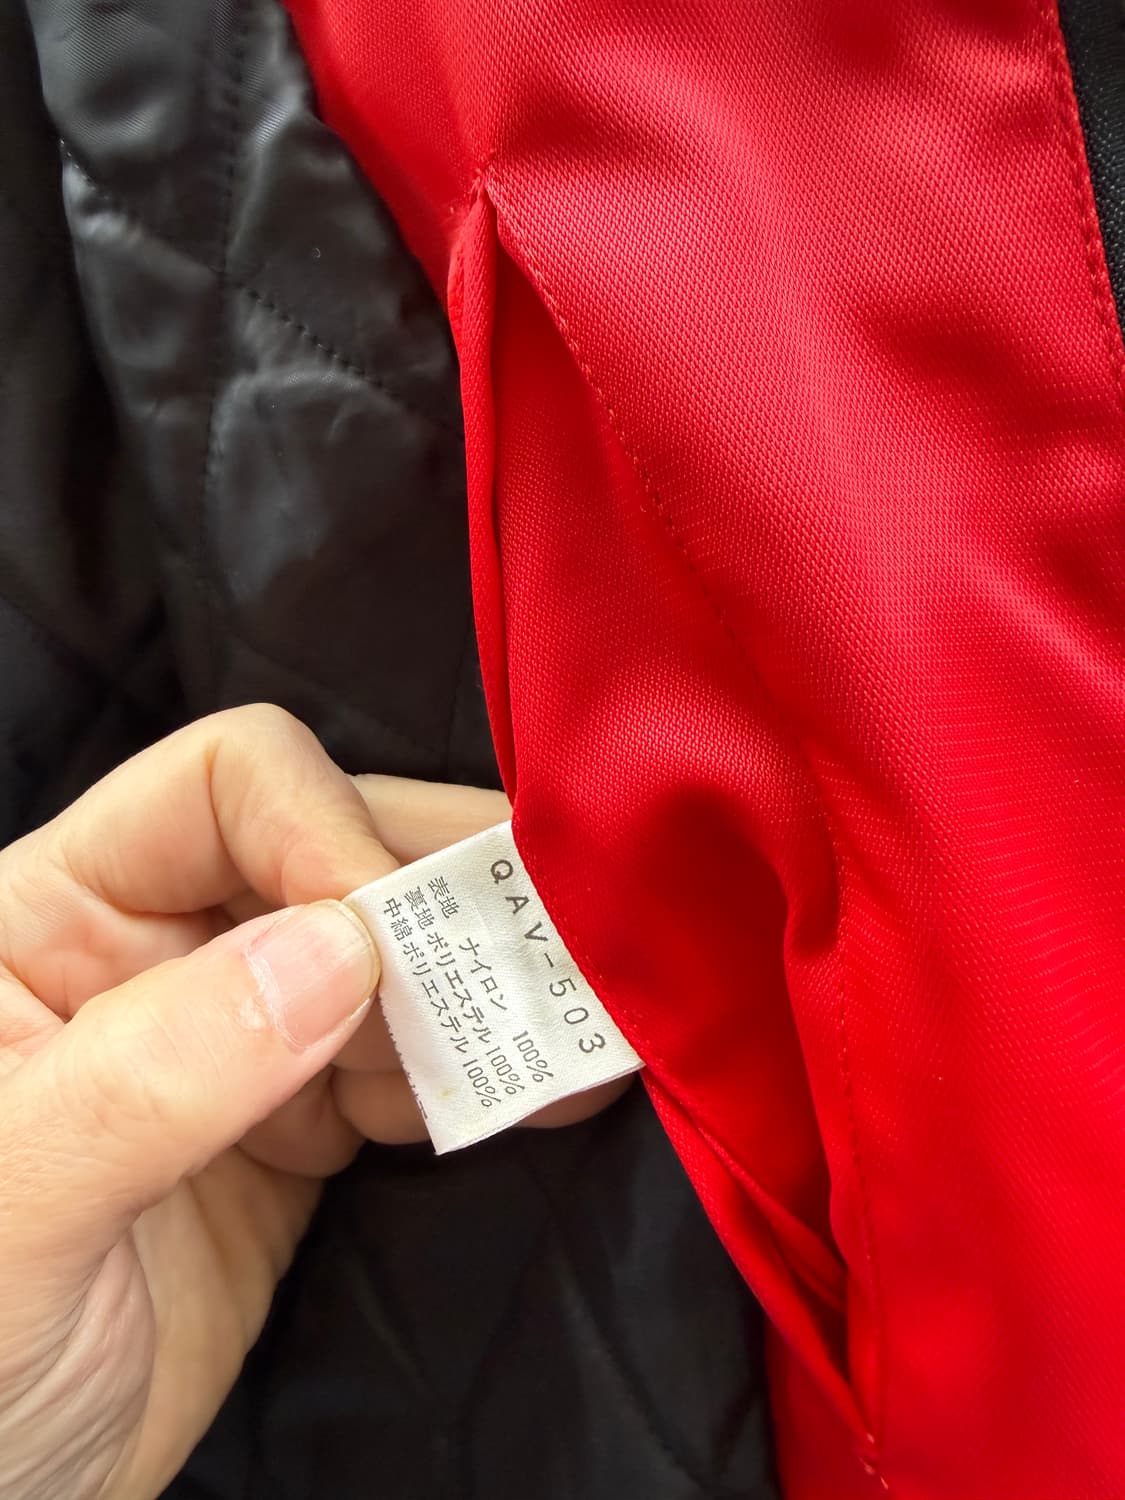 QAV-503
表地 ナイロン 100%
裏地 ポリエステル 100%
中綿 ポリエステル 100%